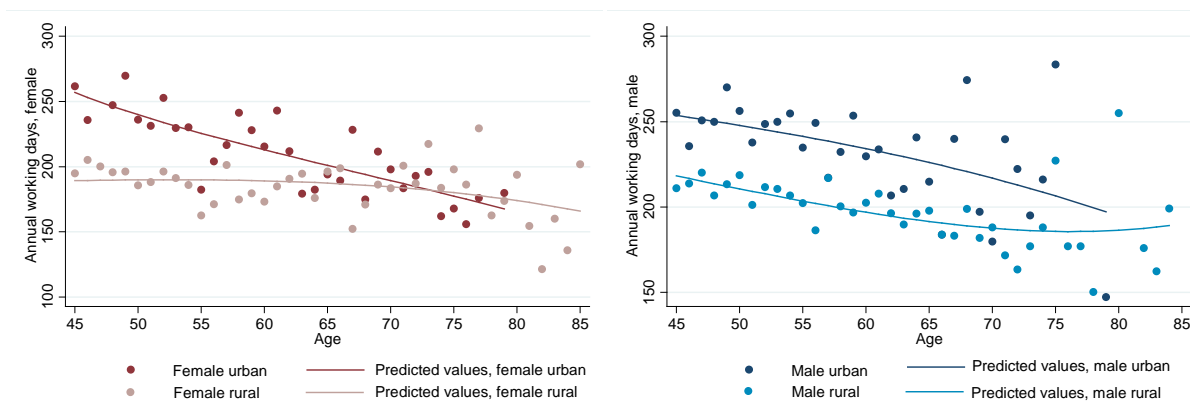 Annual working days, female
300
250
200
150
100
45 50 55 60 65 70 75 80 85
Age
Female urban Predicted values, female urban
Female rural Predicted values, female rural
Annual working days, male
300
250
200
150
45 50 55 60 65 70 75 80 85
Age
Male urban Predicted values, male urban
Male rural Predicted values, male rural